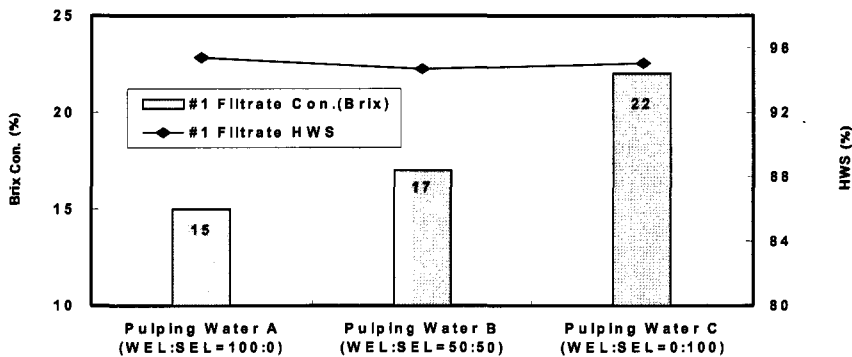 25
20
15
10
Brix Con. (%)
#1 Filtrate Con.(Brix)
#1 Filtrate HWS
15
17
22
96
92
88
84
80
HWS (%)
Pulping Water A
(WEL:SEL=100:0)
Pulping Water B
(WEL:SEL=50:50)
Pulping Water C
(WEL:SEL=0:100)